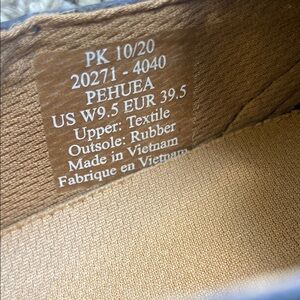 PK 10/20
20271 - 4040
PEHUEA
US W9.5 EUR 39.5
Upper: Textile
Outsole: Rubber
Made in Vietnam
Fabrique en Vietnam